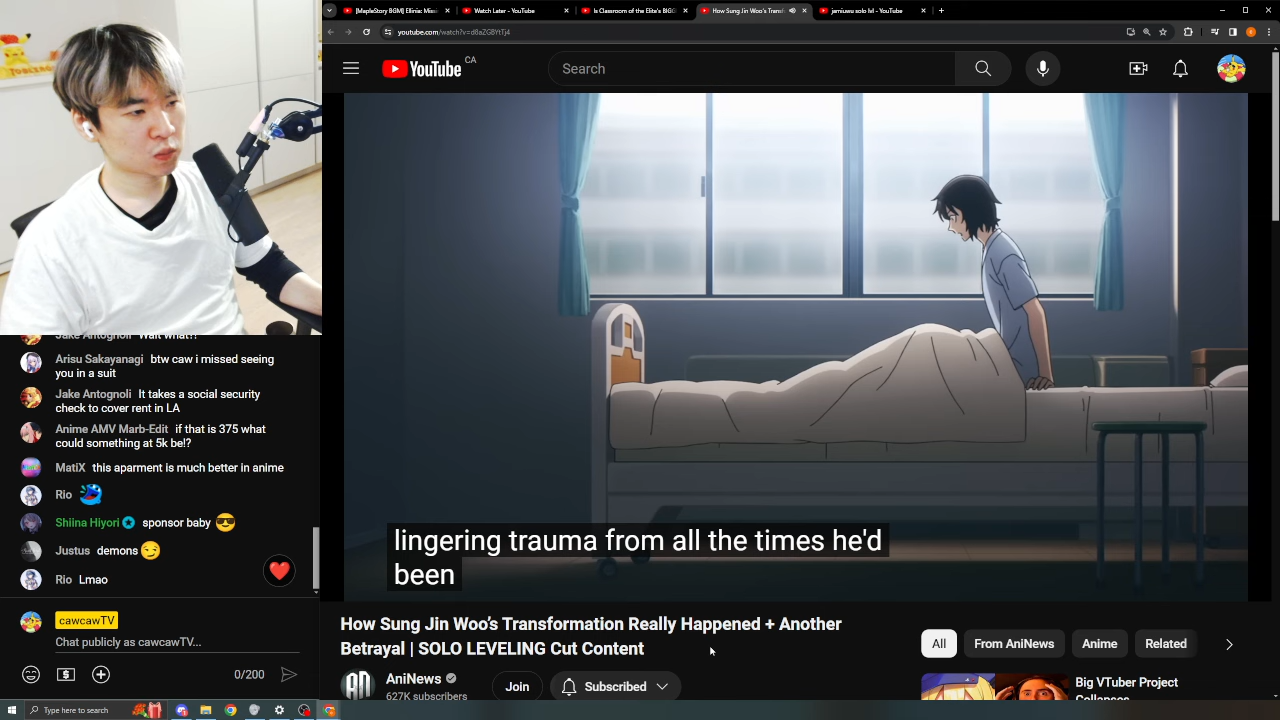 [MapleStory BGM] Ellinia: Missi
Watch Later - YouTube
Is Classroom of the Elite's BIGG
How Sung Jin Woo's Transf
jemiuwu solo lvl - YouTube
youtube.com/watch?v=d8aZGBYtTj4
YouTube CA
Search
Jake Antognoli Wait what?!
Arisu Sakayanagi btw caw i missed seeing
you in a suit
Jake Antognoli It takes a social security
check to cover rent in LA
Anime AMV Marb-Edit if that is 375 what
could something at 5k be!?
MatiX this aparment is much better in anime
Rio
Shiina Hiyori sponsor baby
Justus demons
Rio Lmao
cawcawTV
Chat publicly as cawcawTV...
0/200
lingering trauma from all the times he'd
been
How Sung Jin Woo's Transformation Really Happened + Another
Betrayal | SOLO LEVELING Cut Content
AniNews
627K subscribers
Join
Subscribed
All
From AniNews
Anime
Related
Big VTuber Project
Collapses
Type here to search